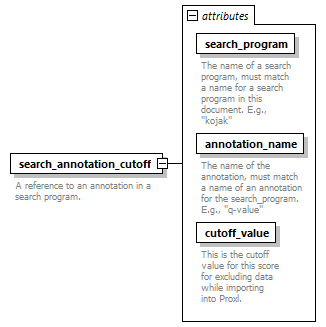 attributes
search_program
The name of a search
program, must match
a name for a search
program in this
document. E.g.,
"kojak"
annotation_name
The name of the
annotation, must match
a name of an annotation
for the search_program.
E.g., "q-value"
cutoff_value
This is the cutoff
value for this score
for excluding data
while importing
into Proxl.
search_annotation_cutoff
A reference to an annotation in a
search program.